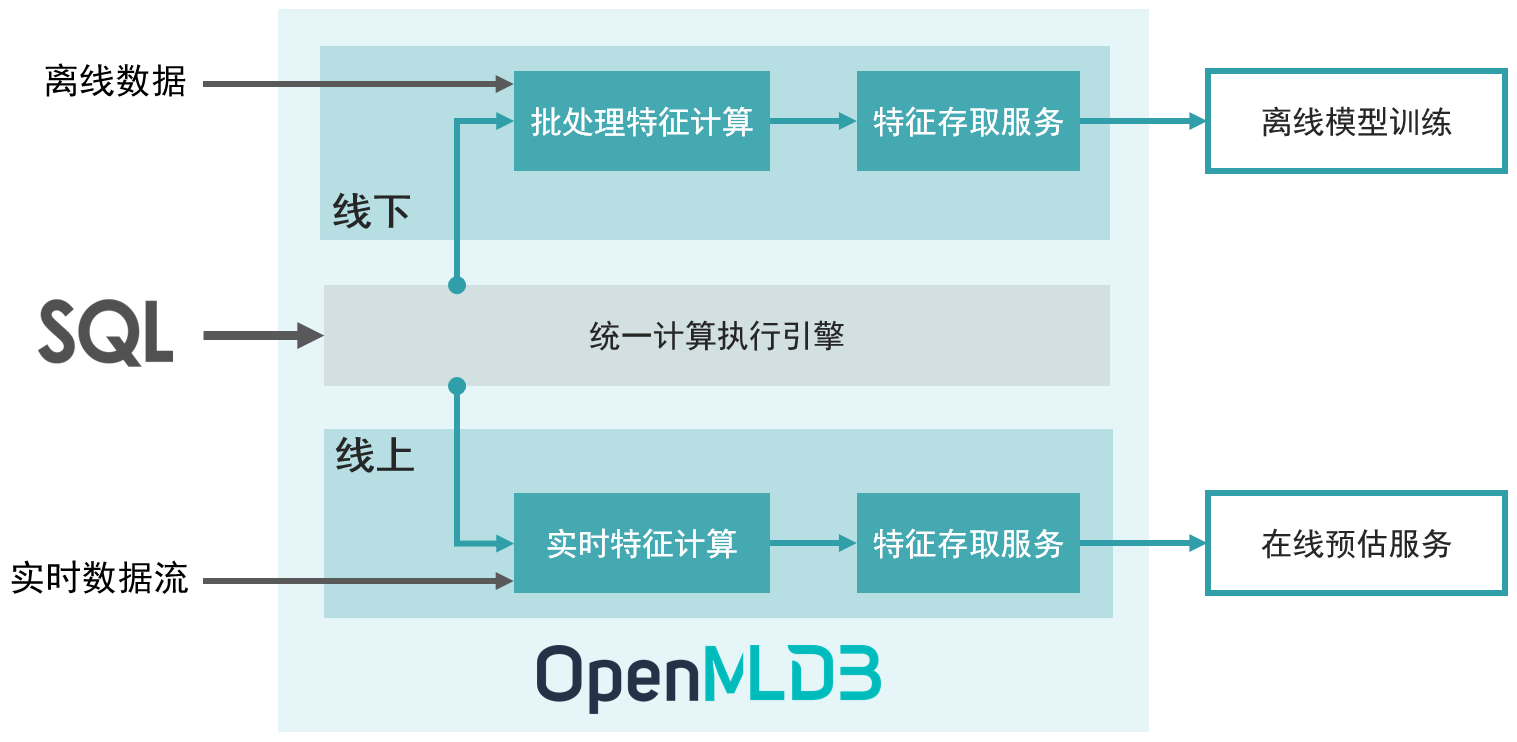 离线数据
批处理特征计算
特征存取服务
离线模型训练
线下
SQL
统一计算执行引擎
线上
实时特征计算
特征存取服务
在线预估服务
实时数据流
OpenMLDB